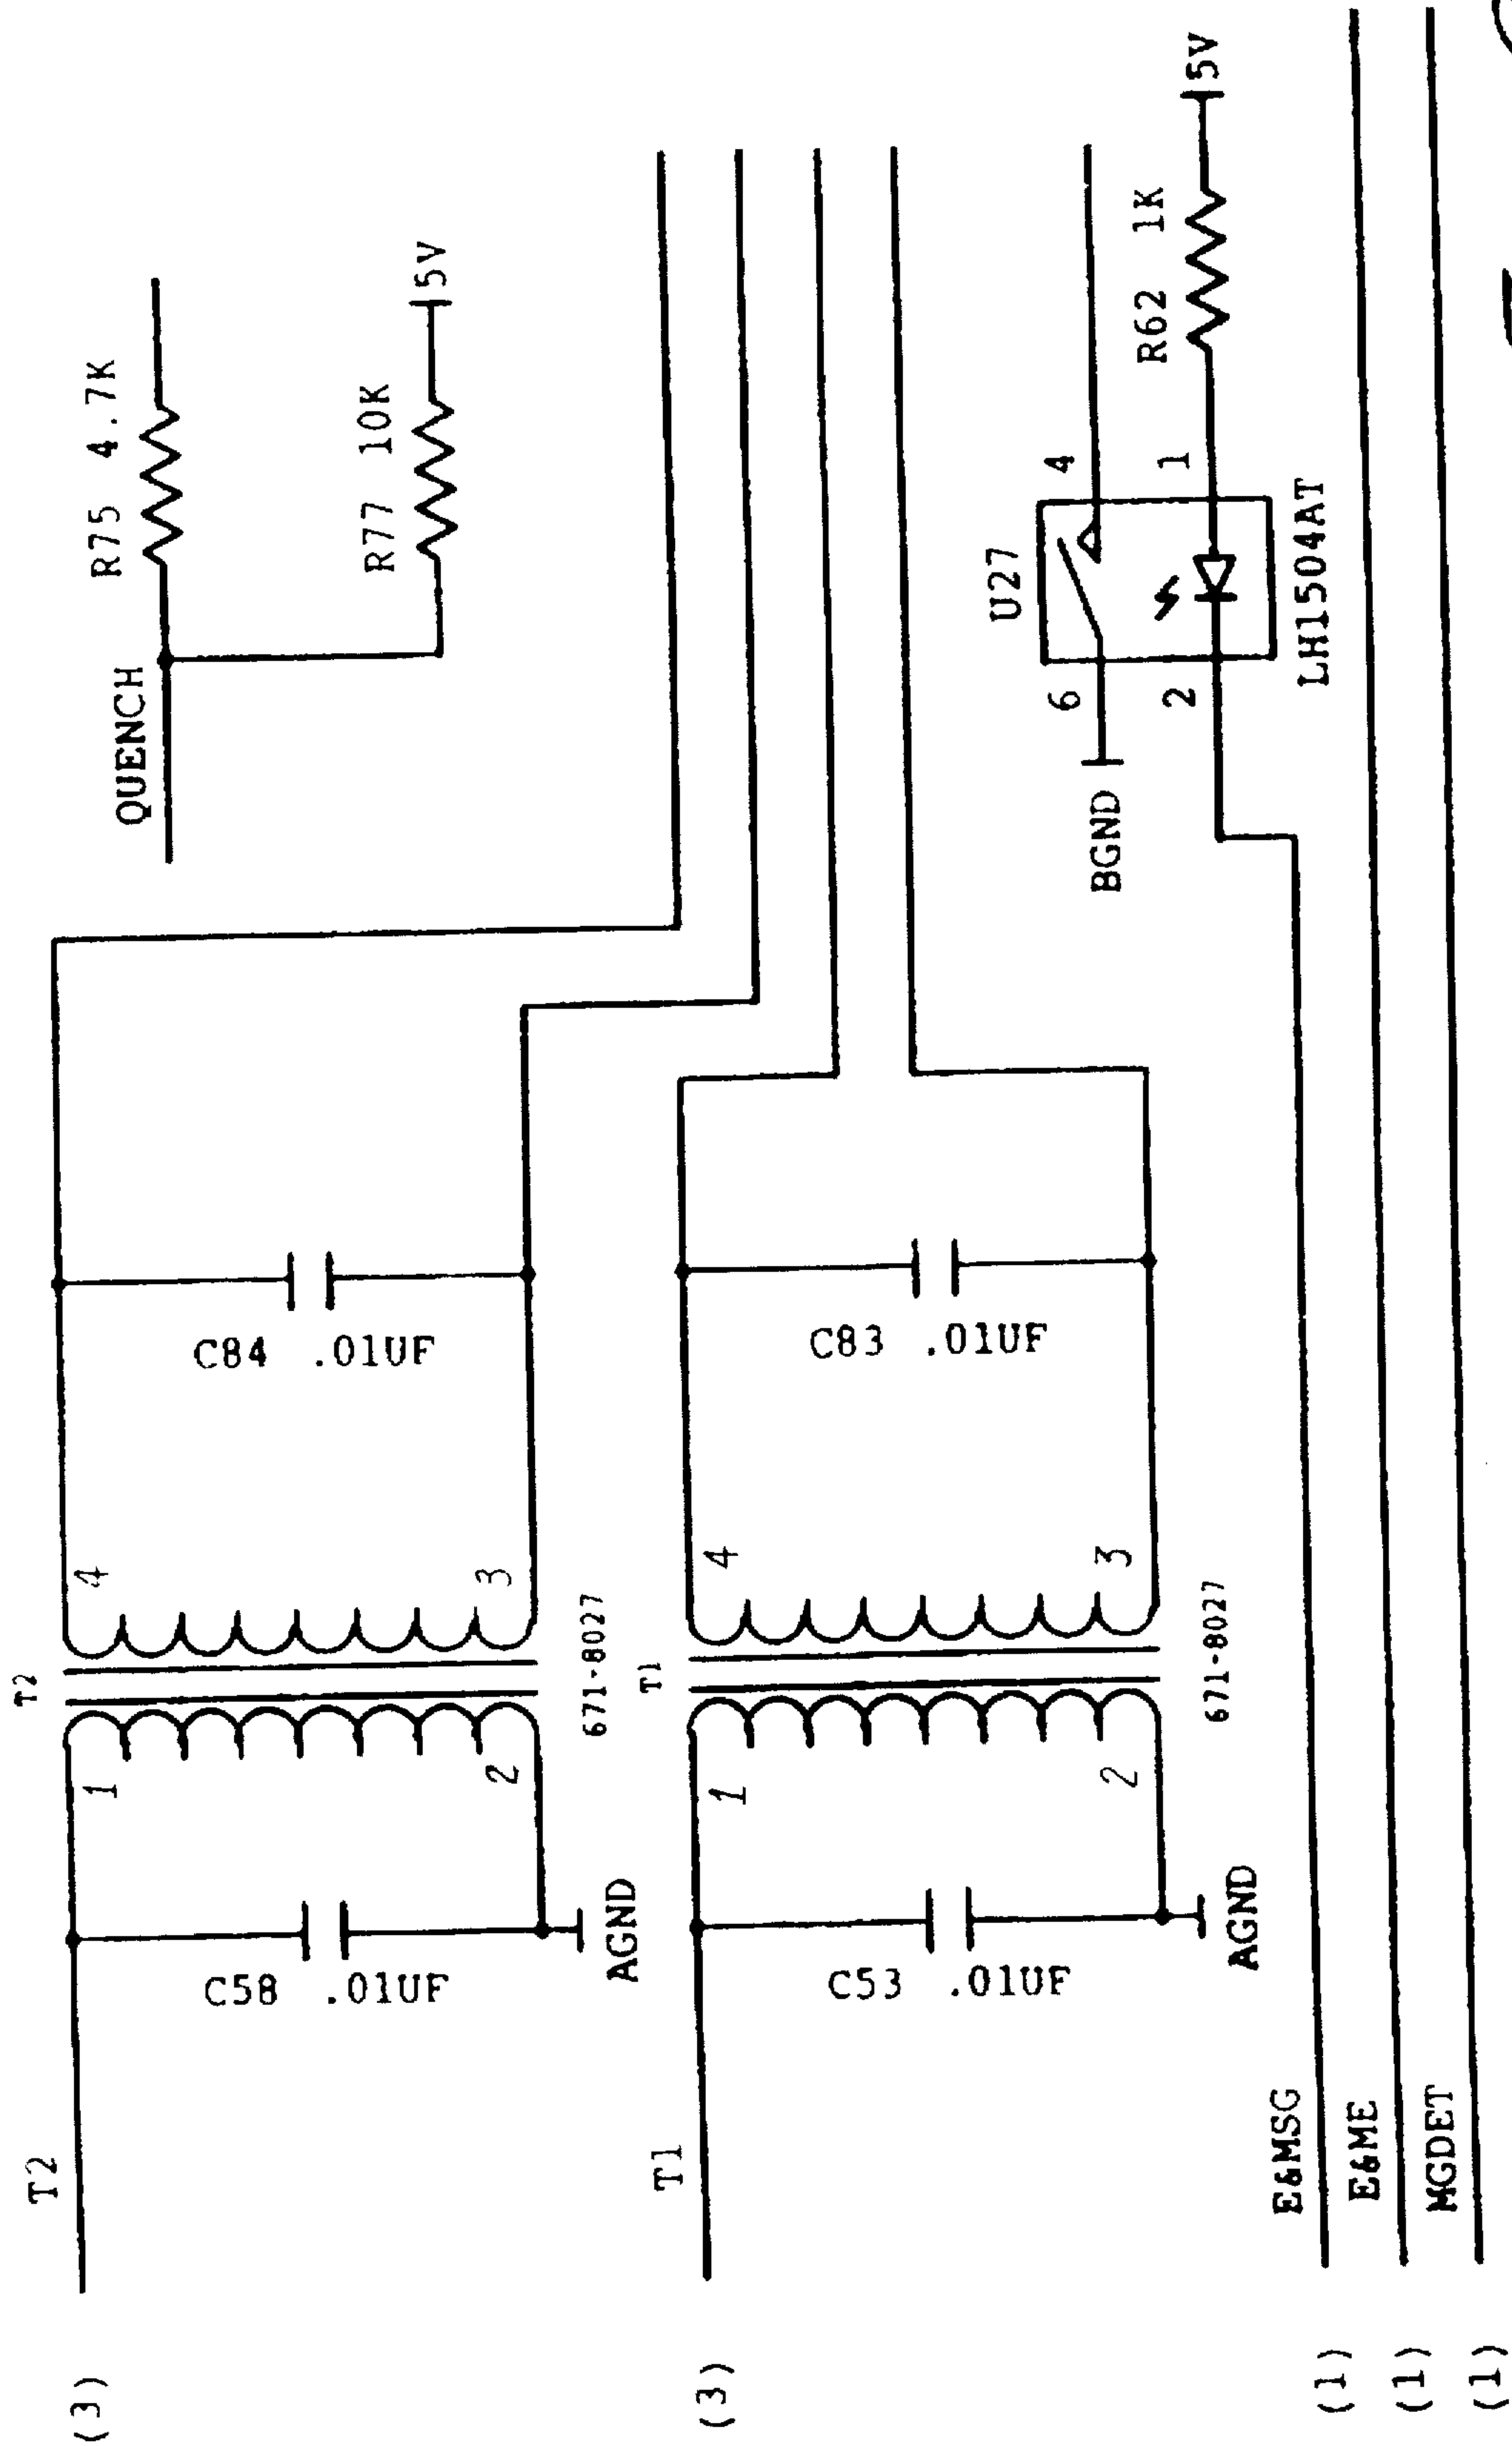 QUENCH
R75 4.7K
R77 10K
5V
T2
(3)
T2
1
4
2
3
C58 .01UF
C84 .01UF
AGND
671-8027
T1
(3)
T1
1
4
2
3
C53 .01UF
C83 .01UF
AGND
671-8027
U27
BGND
6
4
2
1
R62 1K
5V
LH1504AT
(1) E&MSG
(1) E&ME
(1) MGDET